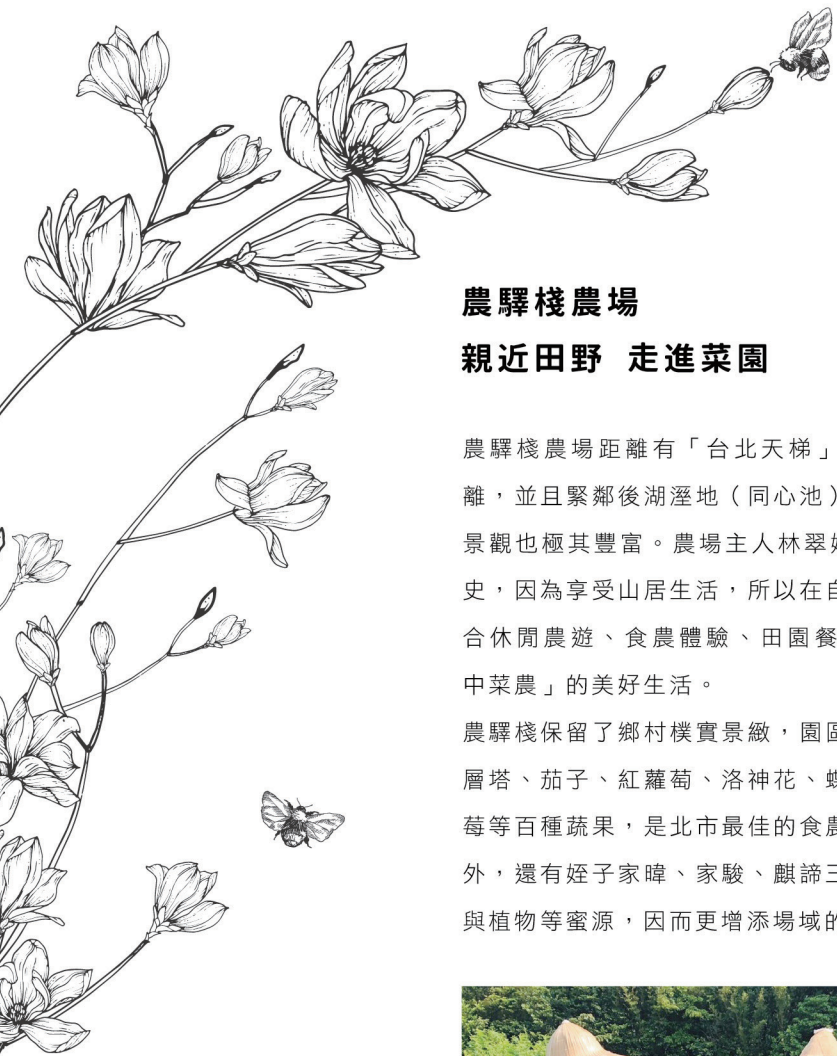 農驛棧農場
親近田野 走進菜園
農驛棧農場距離有「台北天梯」
離，並且緊鄰後湖溼地（同心池）
景觀也極其豐富。農場主人林翠
史，因為享受山居生活，所以在自
合休閒農遊、食農體驗、田園餐
中菜農」的美好生活。
農驛棧保留了鄉村樸實景緻，園區
層塔、茄子、紅蘿蔔、洛神花、蝶
莓等百種蔬果，是北市最佳的食農
外，還有姪子家暐、家駿、麒諦三
與植物等蜜源，因而更增添場域的